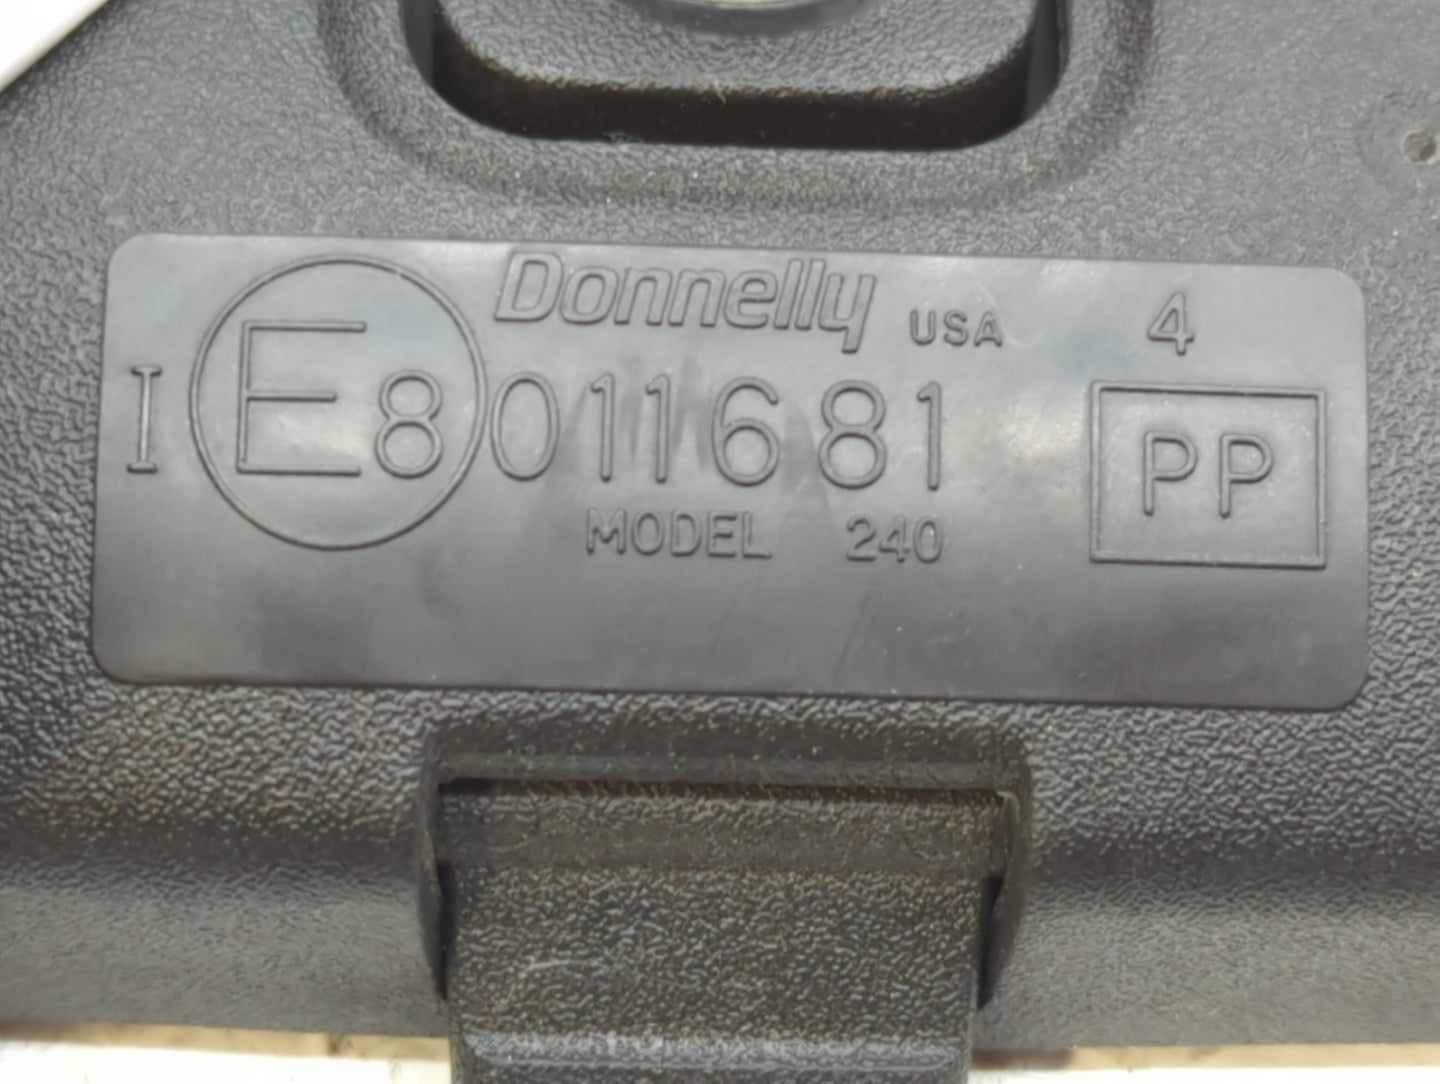 Donnelly USA 4
I E8 011681 PP
MODEL 240